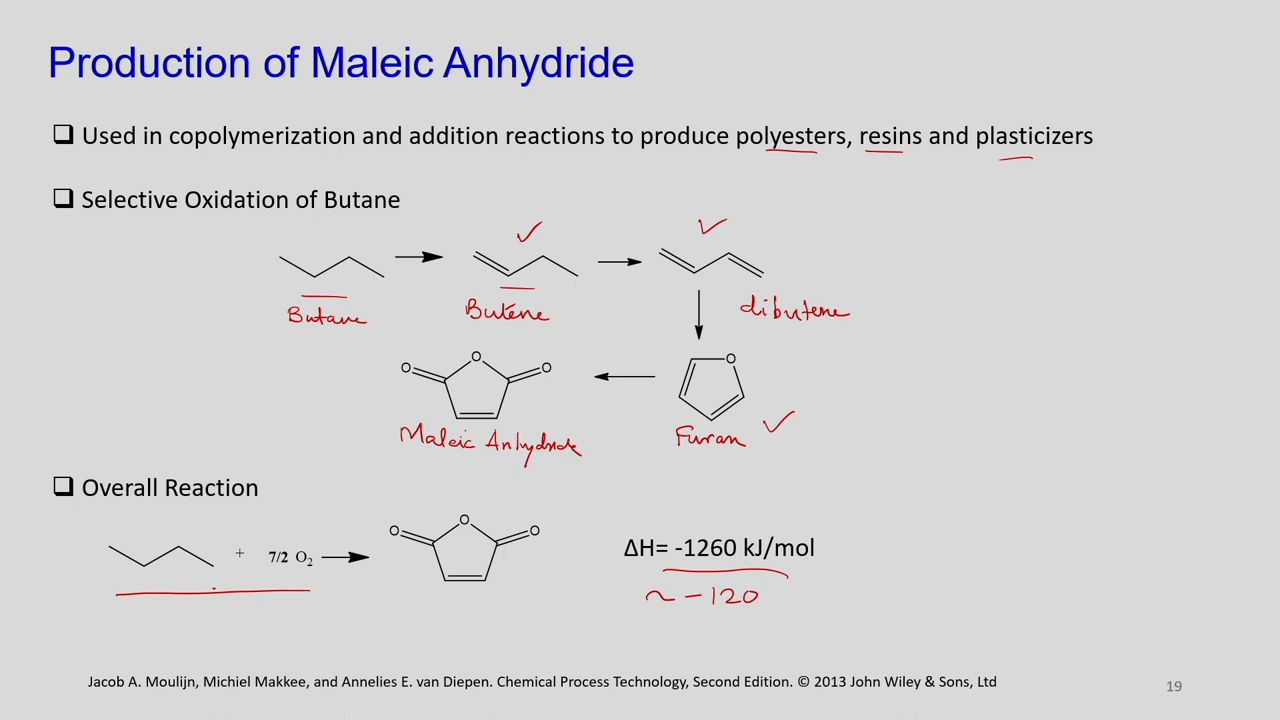 Production of Maleic Anhydride
❑ Used in copolymerization and addition reactions to produce polyesters, resins and plasticizers
❑ Selective Oxidation of Butane
Butane
Butene
dibutene
O
O
O
O
Maleic Anhydride
Furan
❑ Overall Reaction
+ 7/2 O₂
O
O
O
ΔH= -1260 kJ/mol
~ -120
Jacob A. Moulijn, Michiel Makkee, and Annelies E. van Diepen. Chemical Process Technology, Second Edition. © 2013 John Wiley & Sons, Ltd
19